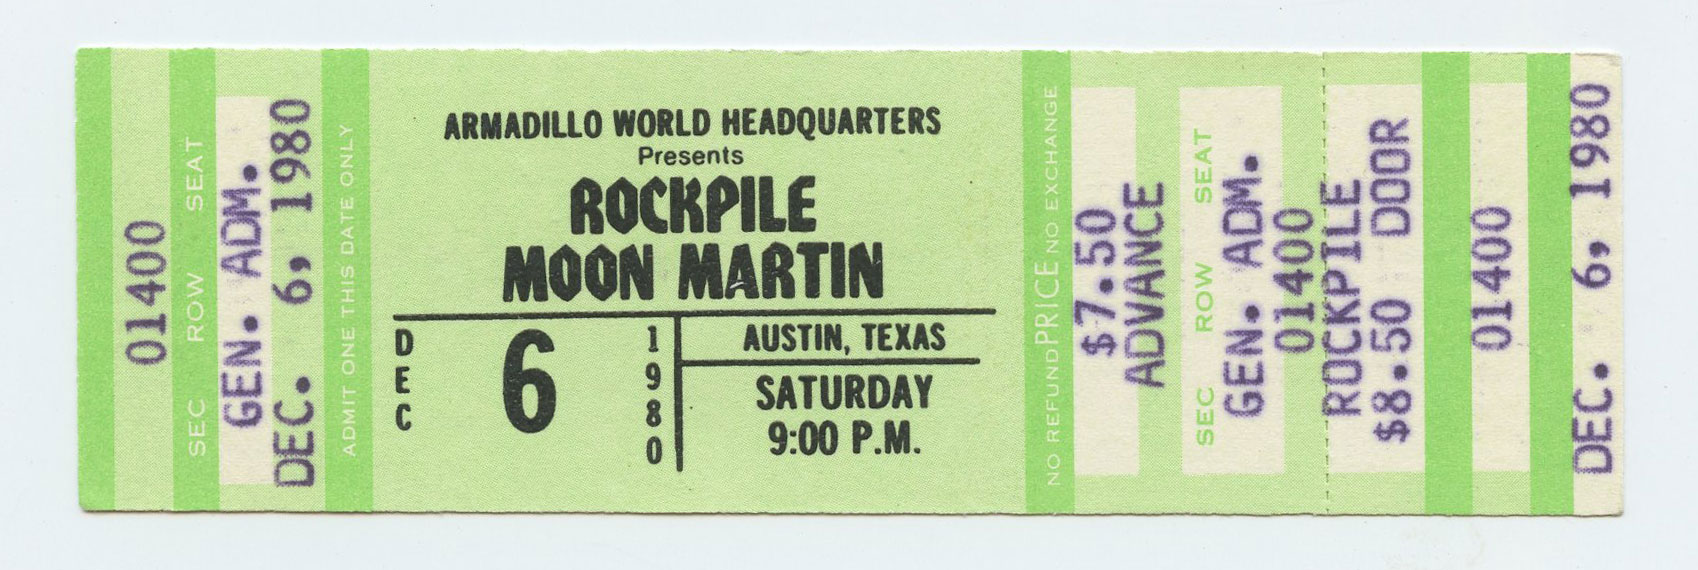 01400
SEC ROW SEAT
GEN. ADM.
DEC. 6, 1980
ADMIT ONE THIS DATE ONLY
ARMADILLO WORLD HEADQUARTERS
Presents
ROCKPILE
MOON MARTIN
DEC 6 1980
AUSTIN, TEXAS
SATURDAY
9:00 P.M.
NO REFUND PRICE NO EXCHANGE
$7.50
ADVANCE
SEC ROW SEAT
GEN. ADM.
01400
ROCKPILE
$8.50 DOOR
01400
DEC. 6, 1980